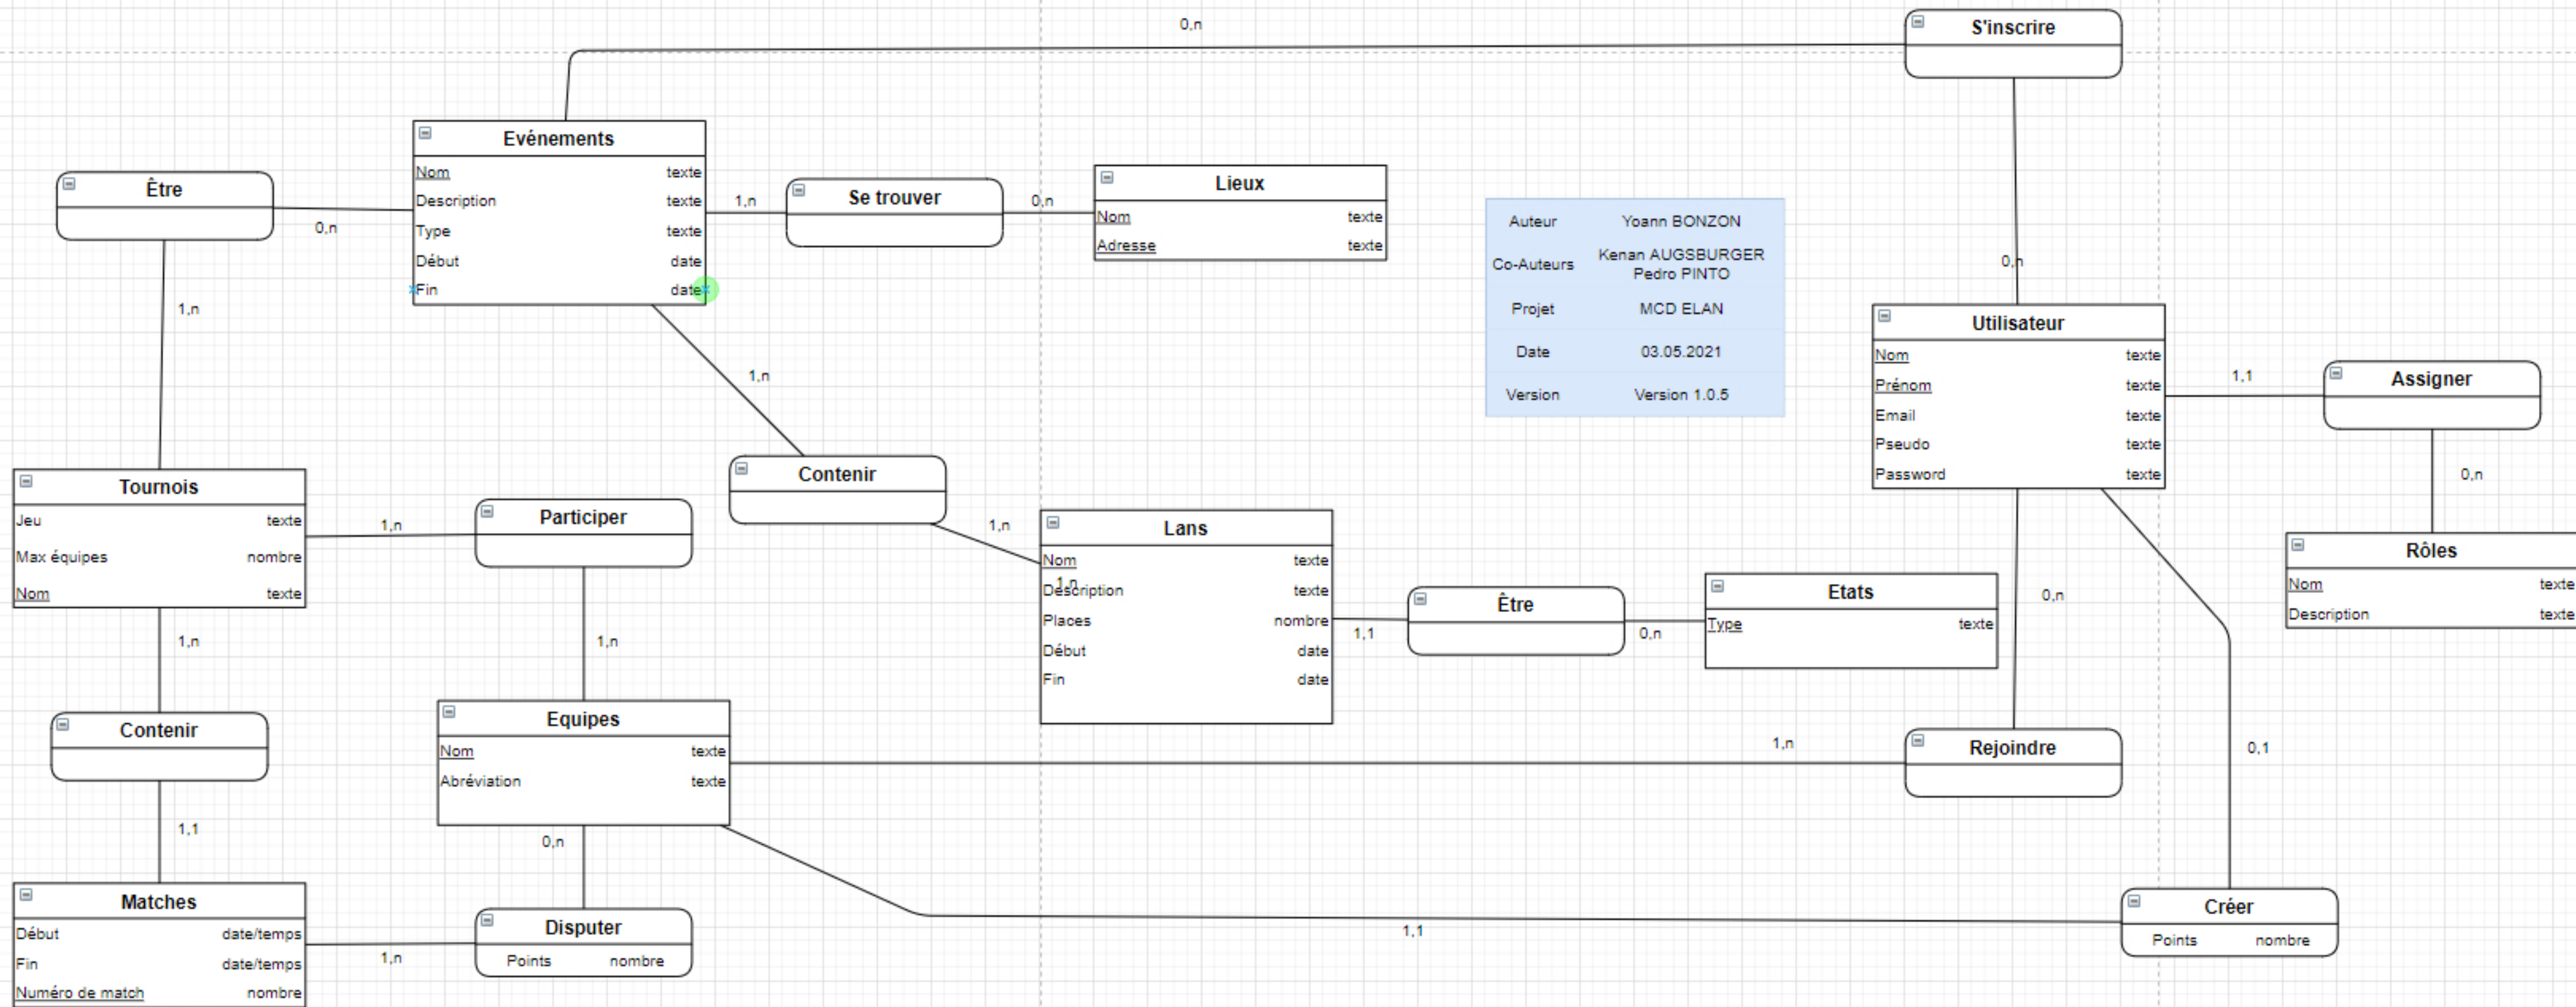 0,n
S'inscrire
Evénements
Nom texte
Description texte
Type texte
Début date
Fin date
Être
0,n
1,n
1,n
Se trouver
0,n
Lieux
Nom texte
Adresse texte
Auteur Yoann BONZON
Co-Auteurs Kenan AUGSBURGER
Pedro PINTO
Projet MCD ELAN
Date 03.05.2021
Version Version 1.0.5
0,n
Utilisateur
Nom texte
Prénom texte
Email texte
Pseudo texte
Password texte
1,1
Assigner
0,n
Rôles
Nom texte
Description texte
1,n
Contenir
1,n
Tournois
Jeu texte
Max équipes nombre
Nom texte
1,n
Participer
1,n
Lans
Nom texte
1,n
Description texte
Places nombre
Début date
Fin date
1,1
Être
0,n
Etats
Type texte
0,n
1,n
Contenir
1,1
Equipes
Nom texte
Abréviation texte
1,n
Rejoindre
0,1
0,n
Matches
Début date/temps
Fin date/temps
Numéro de match nombre
1,n
Disputer
Points nombre
1,1
Créer
Points nombre